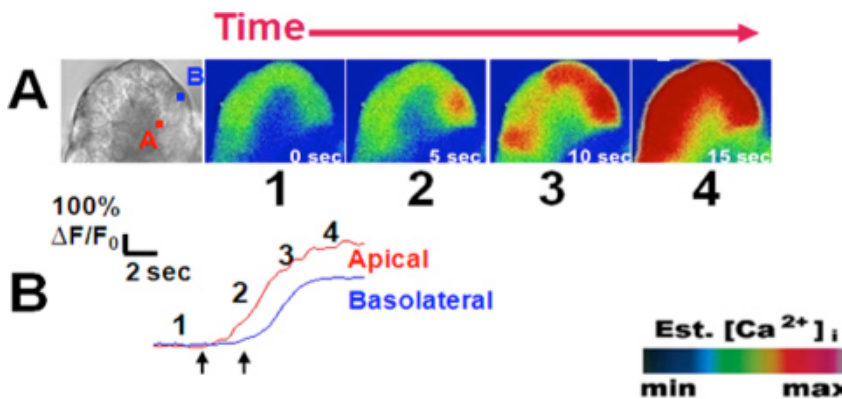 Time
A
B
A
0 sec
5 sec
10 sec
15 sec
1
2
3
4
100%
ΔF/F₀
2 sec
B
1
2
3
4
Apical
Basolateral
Est. [Ca²⁺]ᵢ
min
max